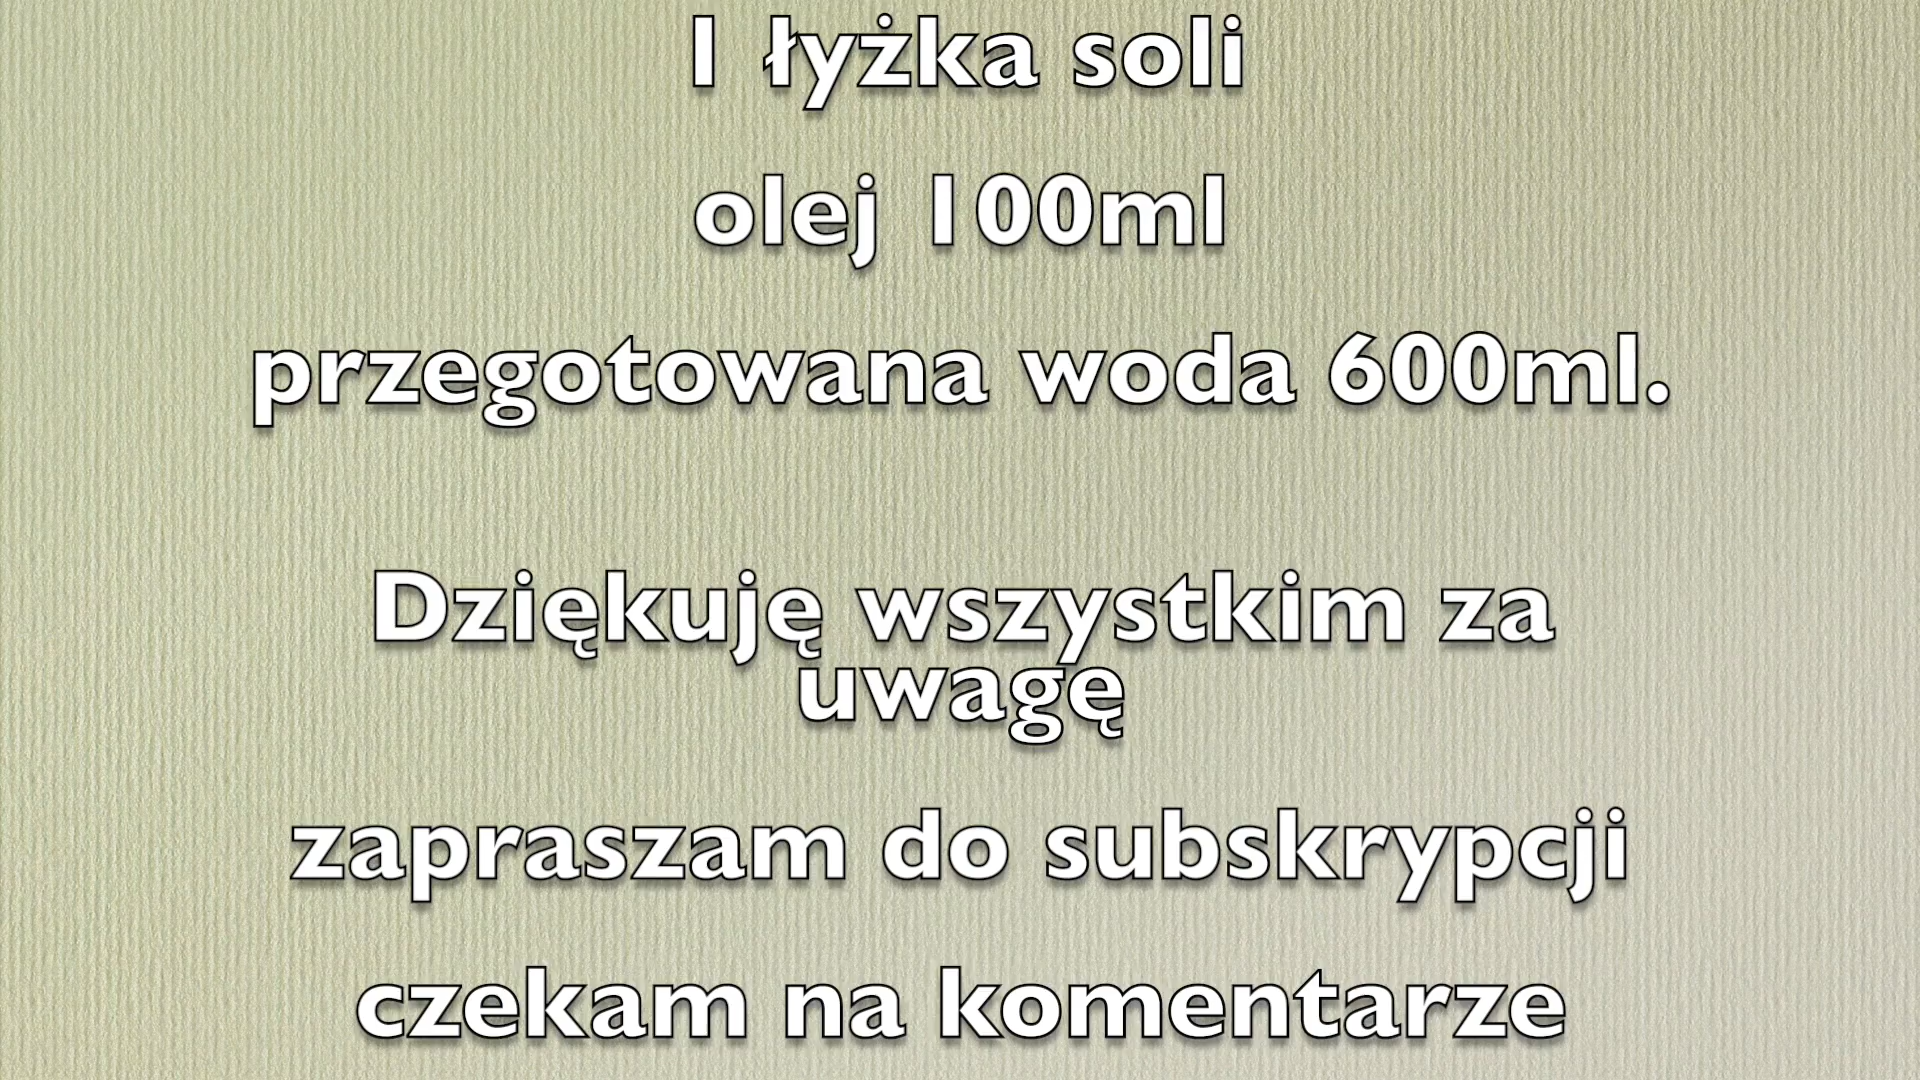 1 łyżka soli
olej 100ml
przegotowana woda 600ml.
Dziękuję wszystkim za
uwagę
zapraszam do subskrypcji
czekam na komentarze